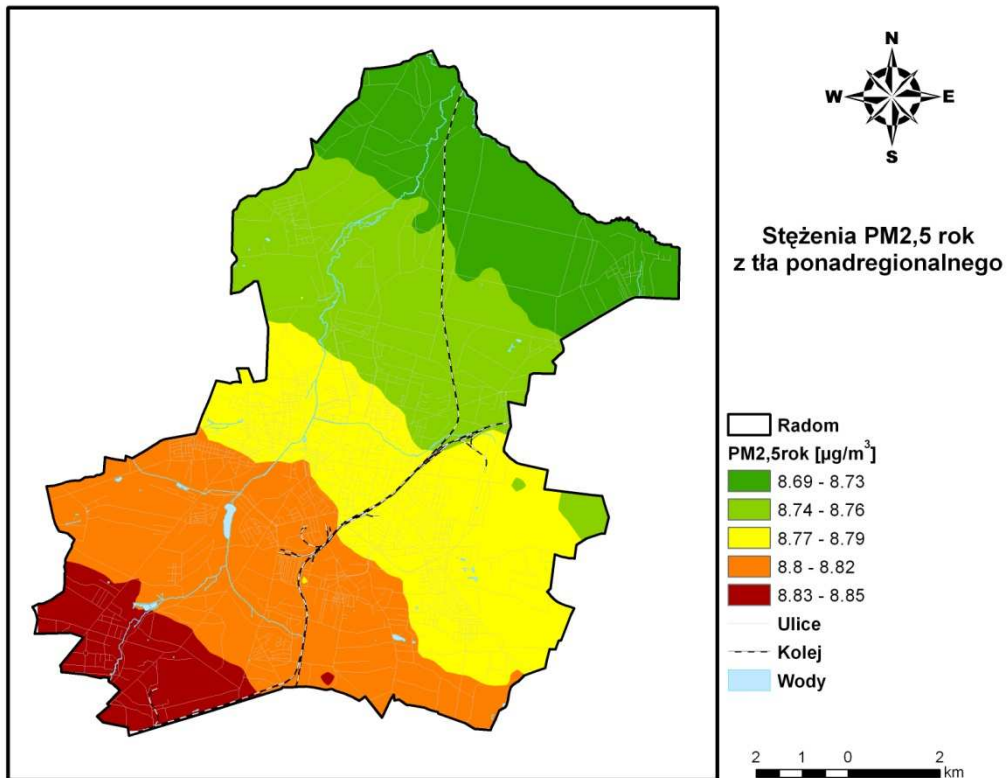 N
W E
S
Stężenia PM2,5 rok
z tła ponadregionalnego
Radom
PM2,5rok [µg/m³]
8.69 - 8.73
8.74 - 8.76
8.77 - 8.79
8.8 - 8.82
8.83 - 8.85
Ulice
Kolej
Wody
2 1 0 2
km